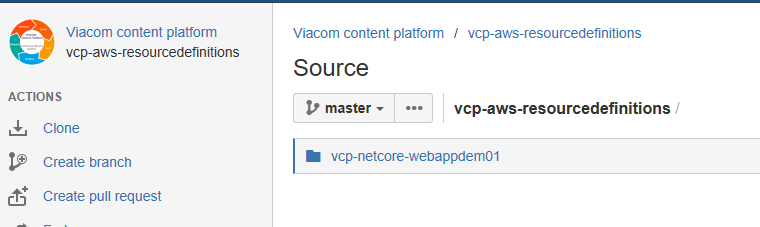 Viacom content platform
vcp-aws-resourcedefinitions
ACTIONS
Clone
Create branch
Create pull request
Viacom content platform / vcp-aws-resourcedefinitions
Source
master ••• vcp-aws-resourcedefinitions /
vcp-netcore-webappdem01